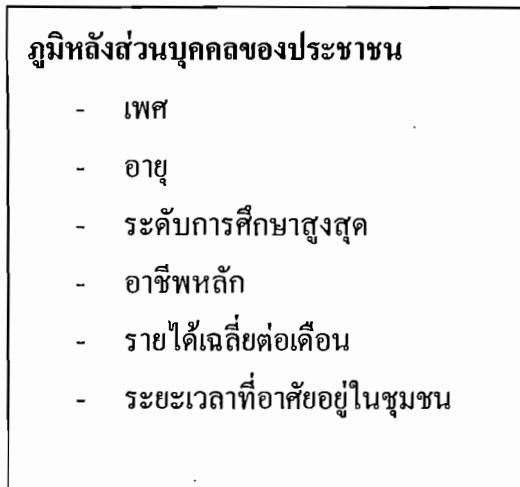 ภูมิหลังส่วนบุคคลของประชาชน
- เพศ
- อายุ
- ระดับการศึกษาสูงสุด
- อาชีพหลัก
- รายได้เฉลี่ยต่อเดือน
- ระยะเวลาที่อาศัยอยู่ในชุมชน